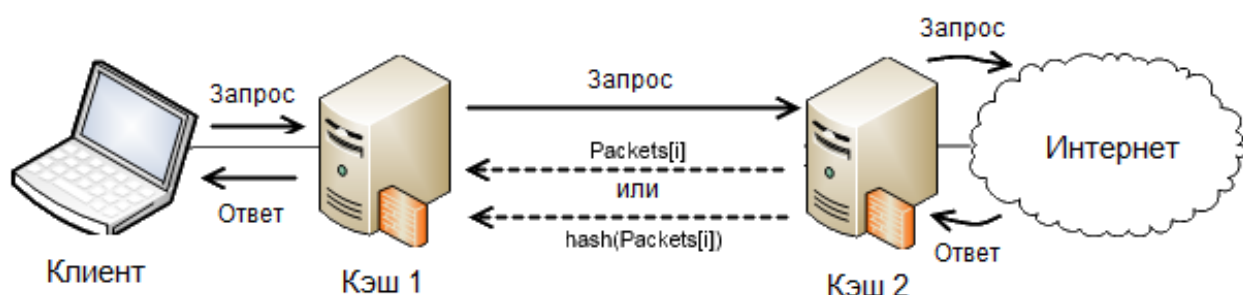 Запрос
Запрос
Запрос
Packets[i]
или
hash(Packets[i])
Интернет
Ответ
Ответ
Клиент
Кэш 1
Кэш 2